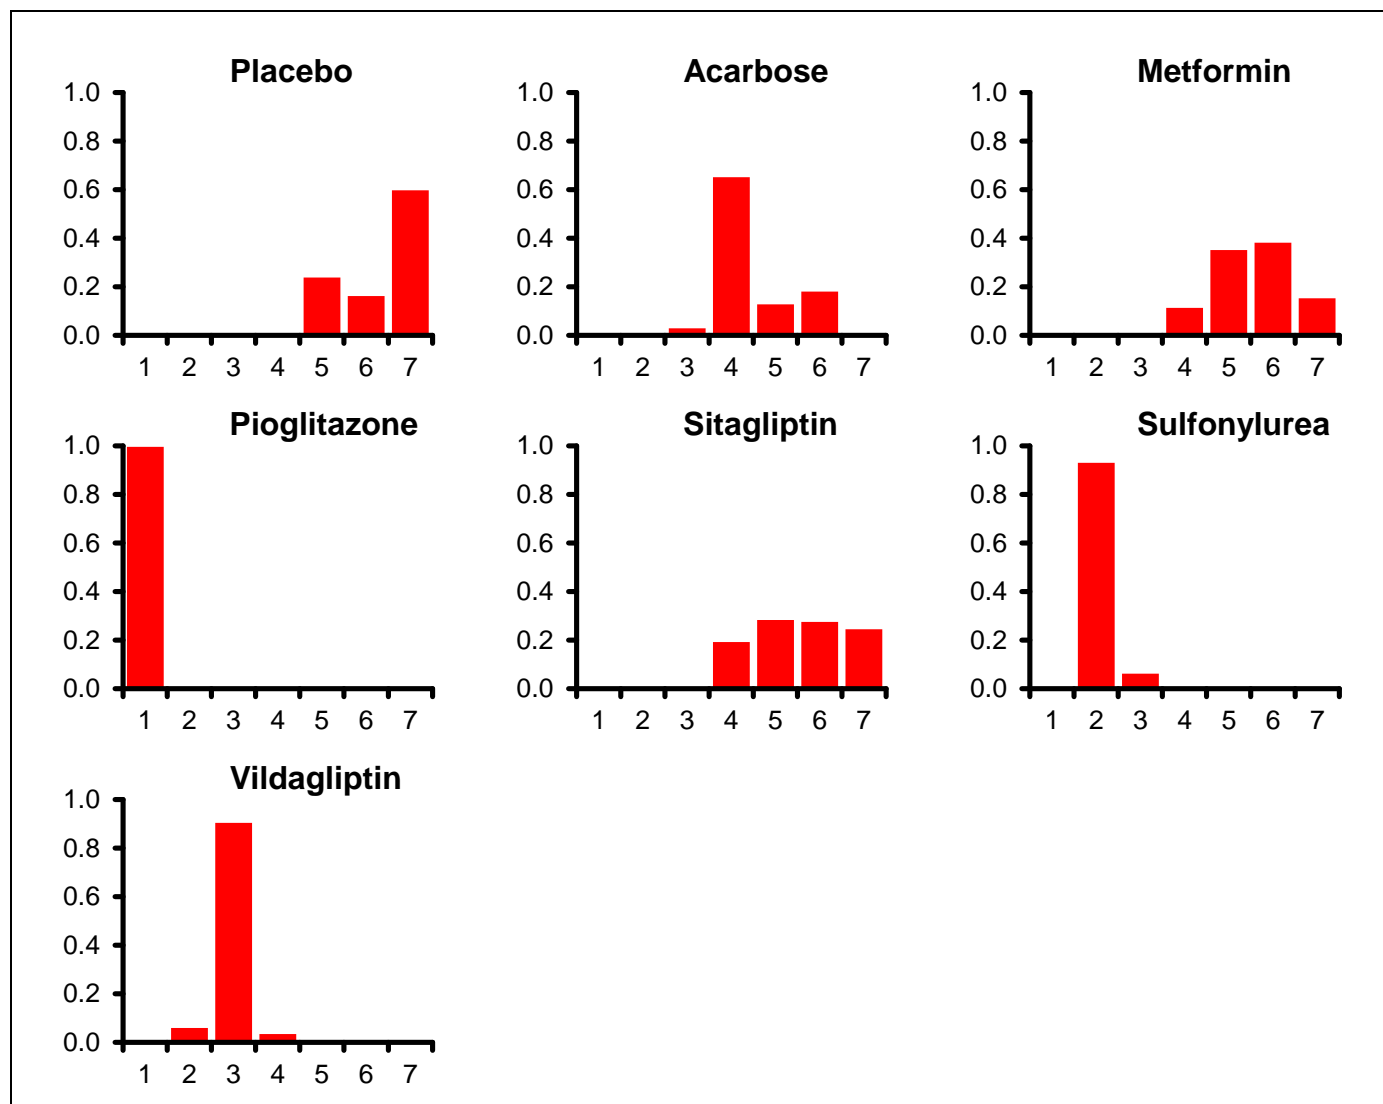 Placebo Acarbose Metformin
1.0 1.0 1.0
0.8 0.8 0.8
0.6 0.6 0.6
0.4 0.4 0.4
0.2 0.2 0.2
0.0 0.0 0.0
1 2 3 4 5 6 7 1 2 3 4 5 6 7 1 2 3 4 5 6 7
Pioglitazone Sitagliptin Sulfonylurea
1.0 1.0 1.0
0.8 0.8 0.8
0.6 0.6 0.6
0.4 0.4 0.4
0.2 0.2 0.2
0.0 0.0 0.0
1 2 3 4 5 6 7 1 2 3 4 5 6 7 1 2 3 4 5 6 7
Vildagliptin
1.0
0.8
0.6
0.4
0.2
0.0
1 2 3 4 5 6 7